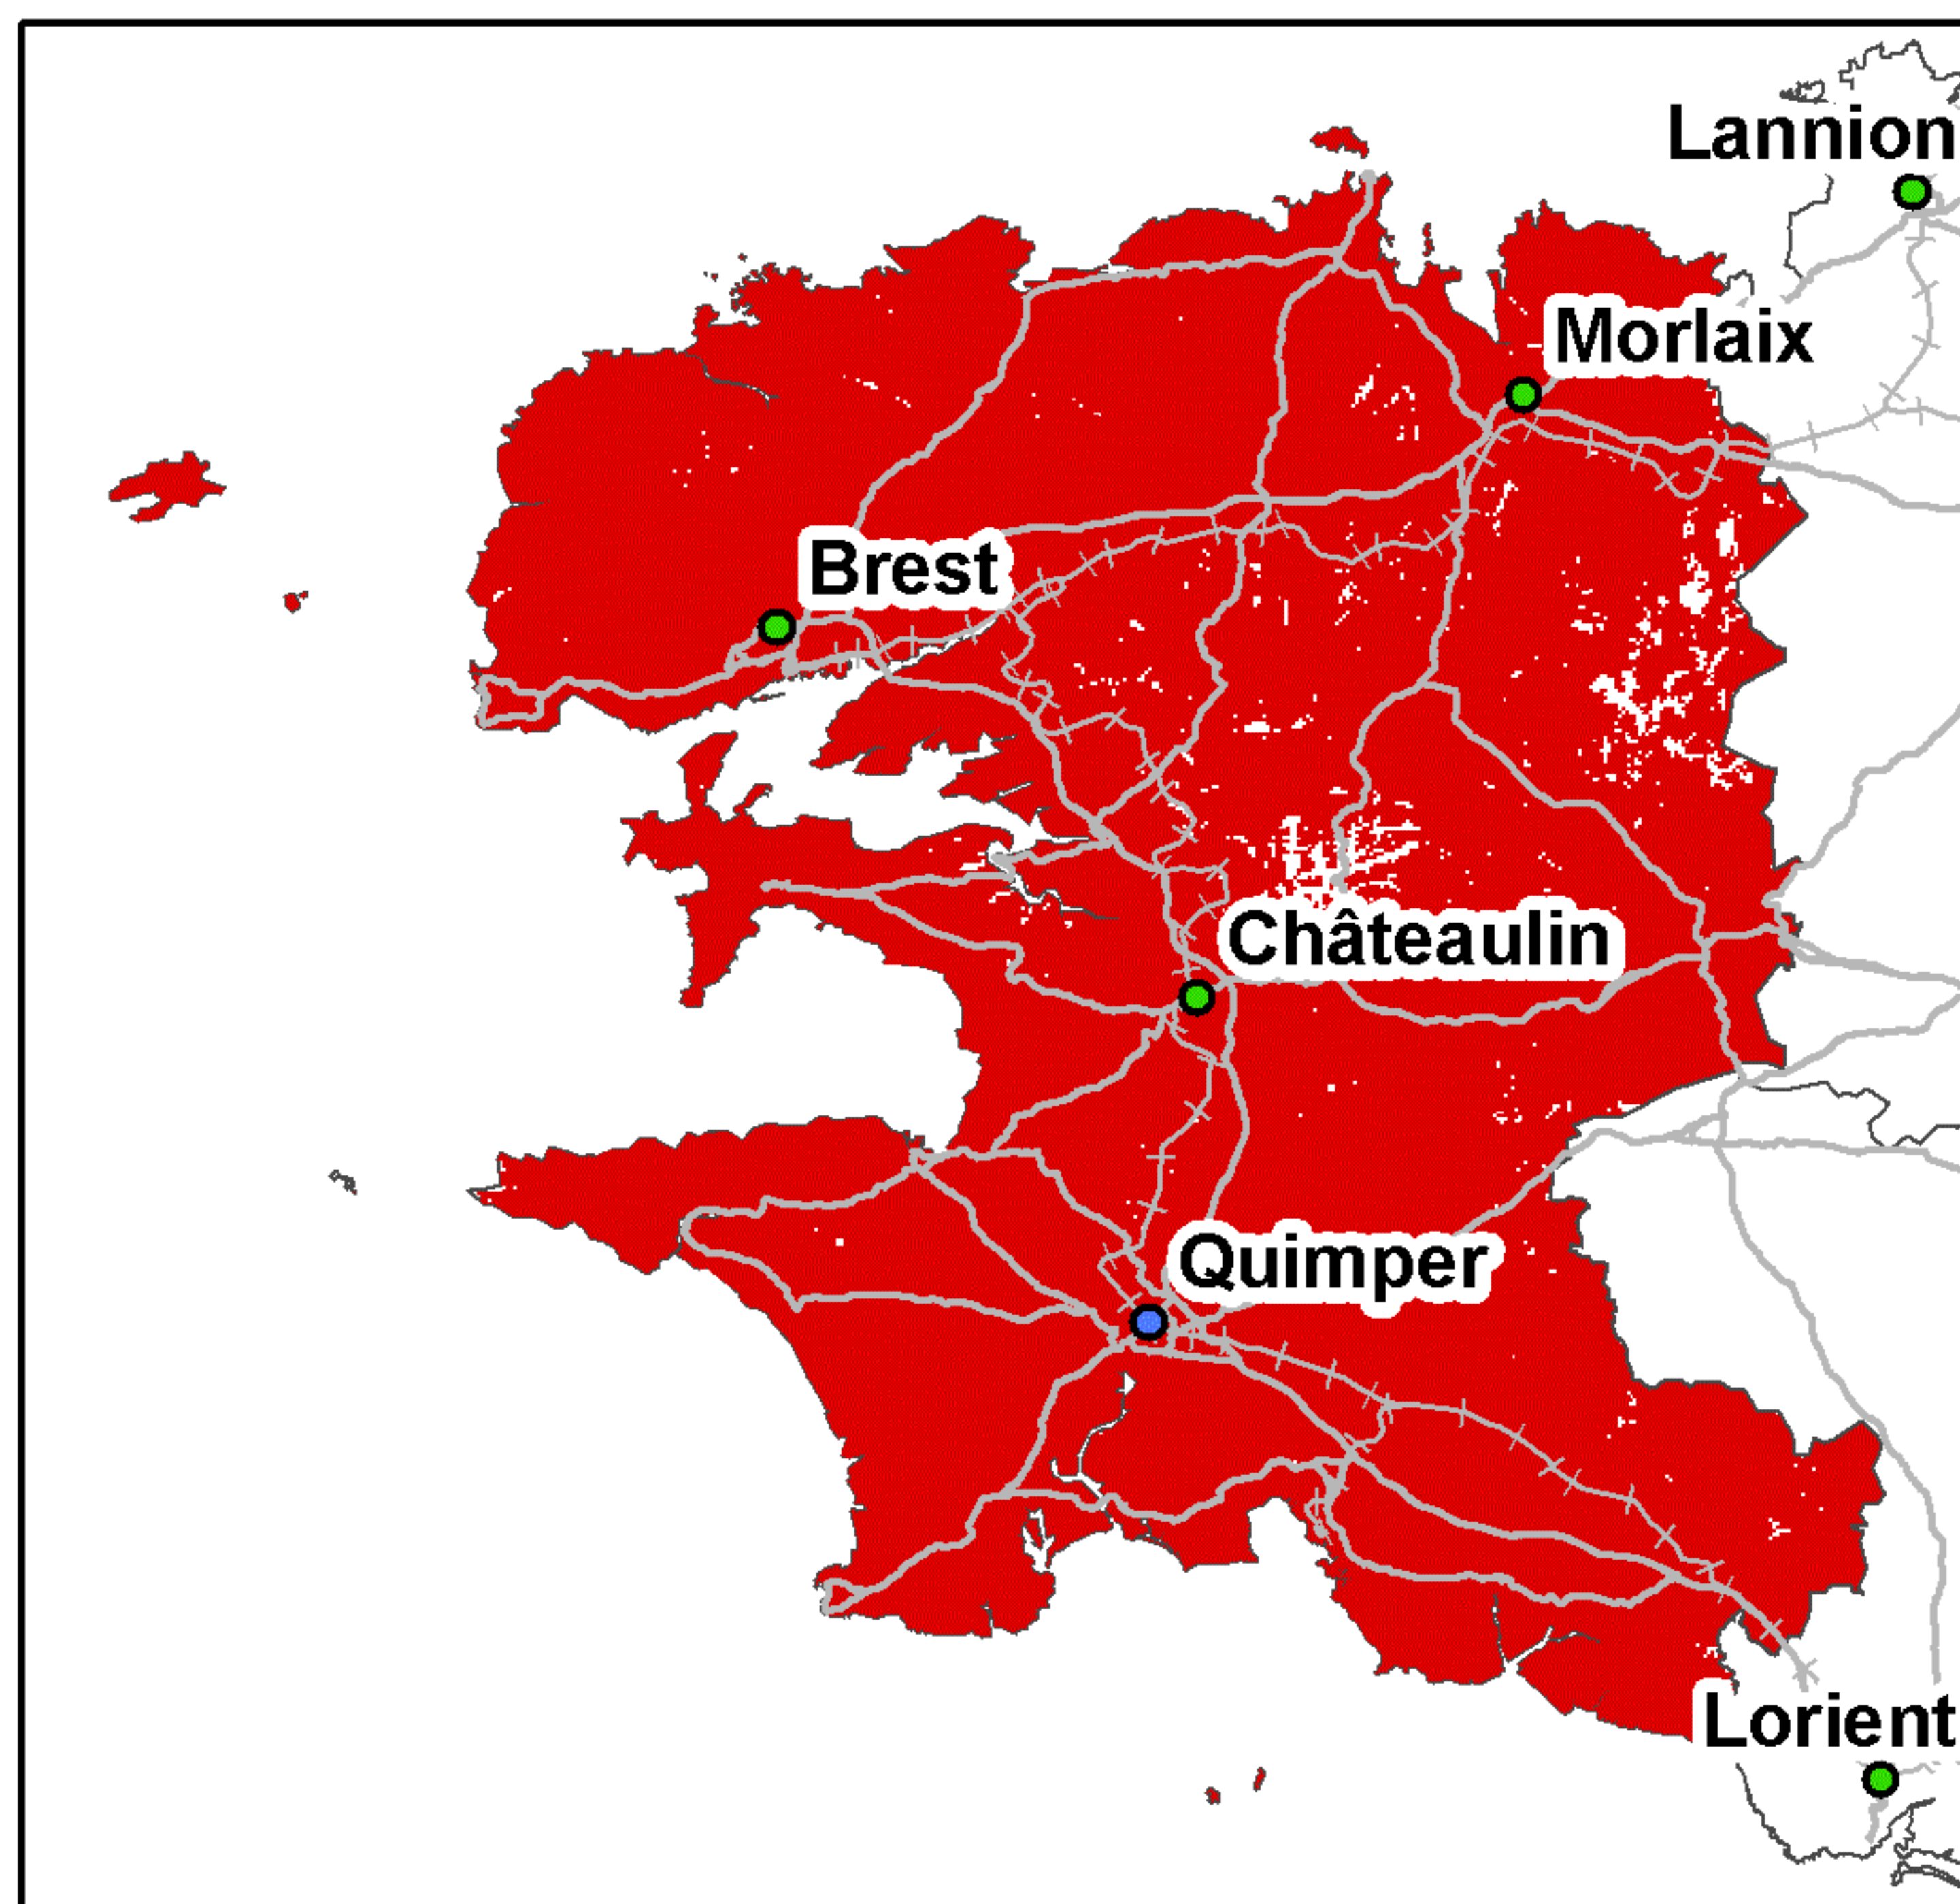 Lannion
Morlaix
Brest
Châteaulin
Quimper
Lorient